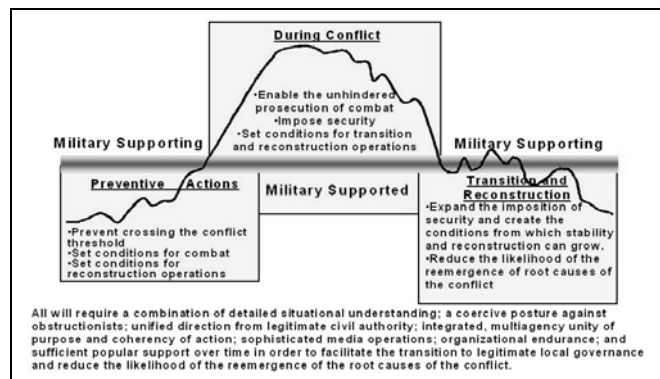 During Conflict
•Enable the unhindered
prosecution of combat
•Impose security
•Set conditions for transition
and reconstruction operations
Military Supporting
Military Supporting
Preventive Actions
•Prevent crossing the conflict
threshold
•Set conditions for combat
•Set conditions for
reconstruction operations
Military Supported
Transition and
Reconstruction
•Expand the imposition of
security and create the
conditions from which stability
and reconstruction can grow.
•Reduce the likelihood of the
reemergence of root causes of
the conflict
All will require a combination of detailed situational understanding; a coercive posture against
obstructionists; unified direction from legitimate civil authority; integrated, multiagency unity of
purpose and coherency of action; sophisticated media operations; organizational endurance; and
sufficient popular support over time in order to facilitate the transition to legitimate local governance
and reduce the likelihood of the reemergence of the root causes of the conflict.